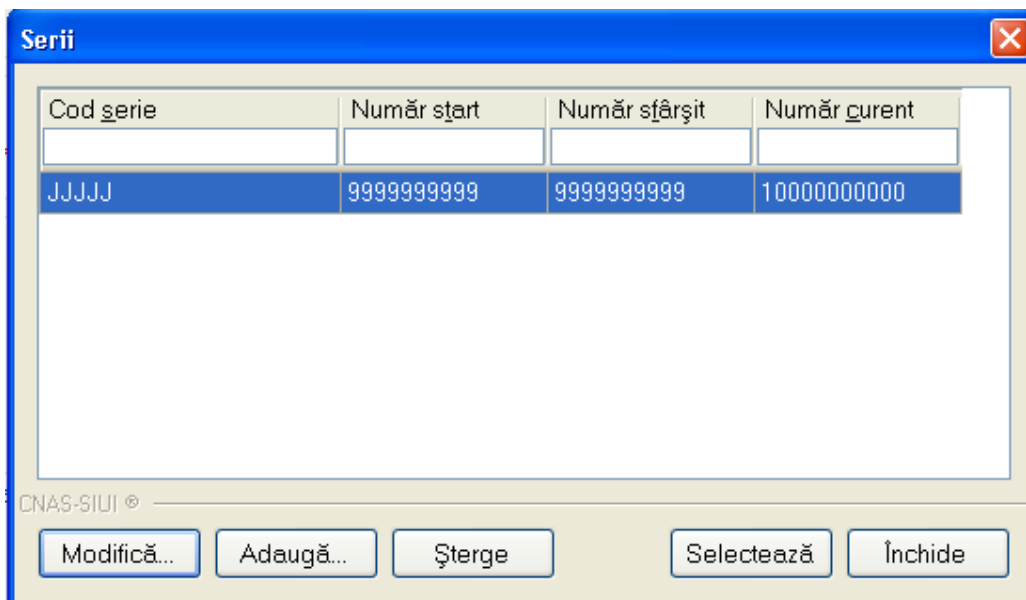 Serii
Cod serie Număr start Număr sfârşit Număr curent
JJJJJ 9999999999 9999999999 10000000000
CNAS-SIUI ®
Modifică... Adaugă... Şterge Selectează Închide